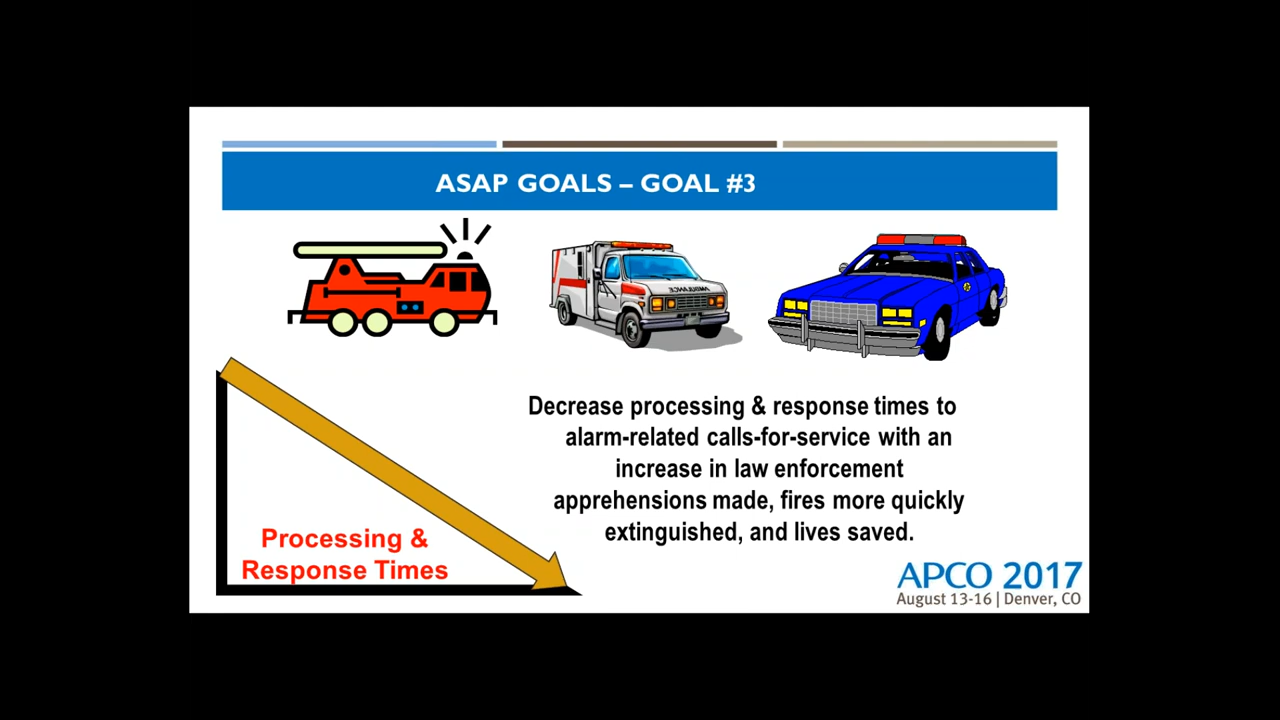 ASAP GOALS – GOAL #3
AMBULANCE
Decrease processing & response times to
alarm-related calls-for-service with an
increase in law enforcement
apprehensions made, fires more quickly
extinguished, and lives saved.
Processing &
Response Times
APCO 2017
August 13-16 | Denver, CO